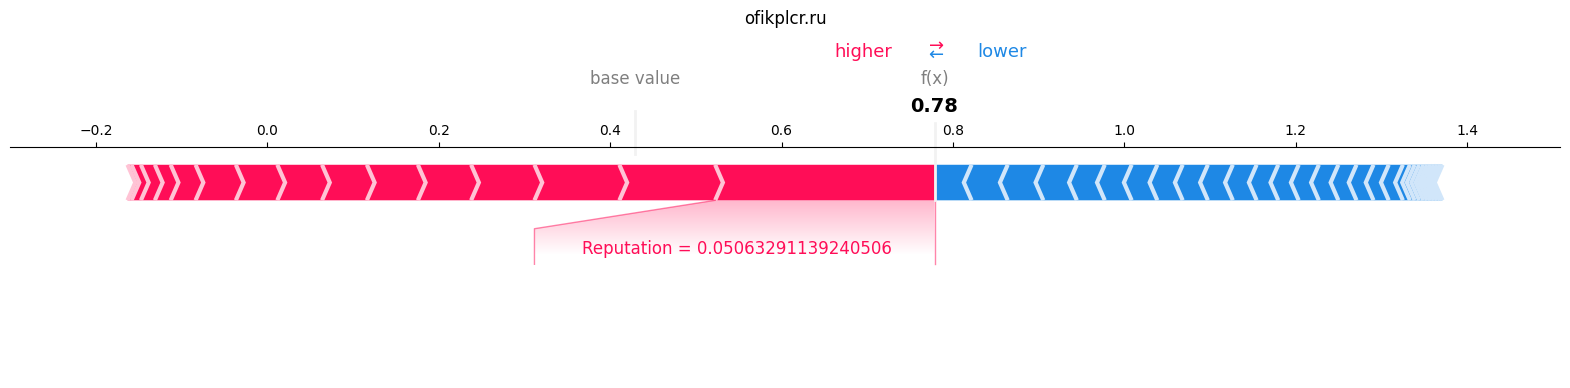 ofikplcr.ru
higher ⇄ lower
base value f(x)
0.78
−0.2 0.0 0.2 0.4 0.6 0.8 1.0 1.2 1.4
Reputation = 0.05063291139240506